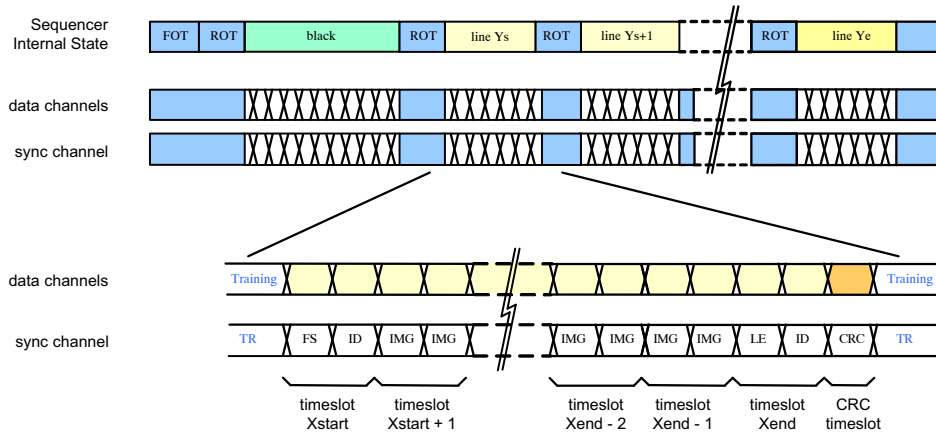 Sequencer
Internal State
FOT ROT black ROT line Ys ROT line Ys+1 ROT line Ye
data channels
sync channel
data channels Training Training
sync channel TR FS ID IMG IMG IMG IMG IMG IMG LE ID CRC TR
timeslot timeslot timeslot timeslot timeslot CRC
Xstart Xstart + 1 Xend - 2 Xend - 1 Xend timeslot